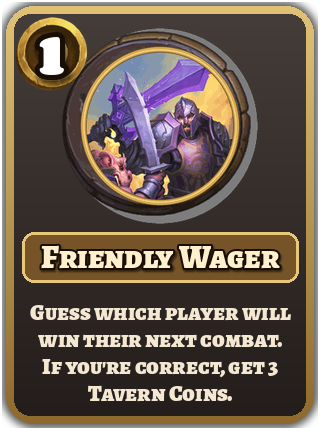 1
Friendly Wager
Guess which player will
win their next combat.
If you're correct, get 3
Tavern Coins.